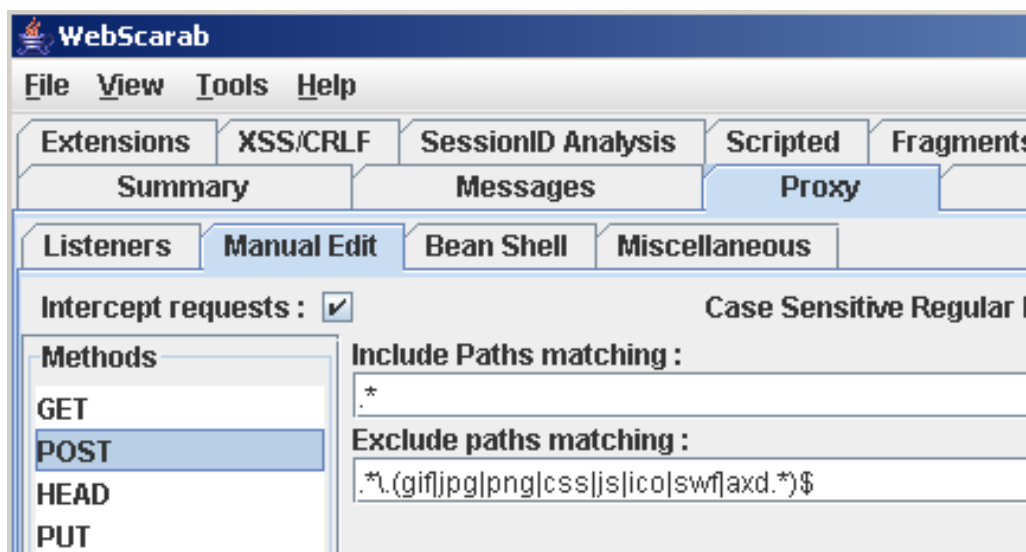 WebScarab
File View Tools Help
Extensions XSS/CRLF SessionID Analysis Scripted Fragments
Summary Messages Proxy
Listeners Manual Edit Bean Shell Miscellaneous
Intercept requests : Case Sensitive Regular
Methods
Include Paths matching :
.*
GET
Exclude paths matching :
POST
.*\.(gif|jpg|png|css|js|ico|swf|axd.*)$
HEAD
PUT